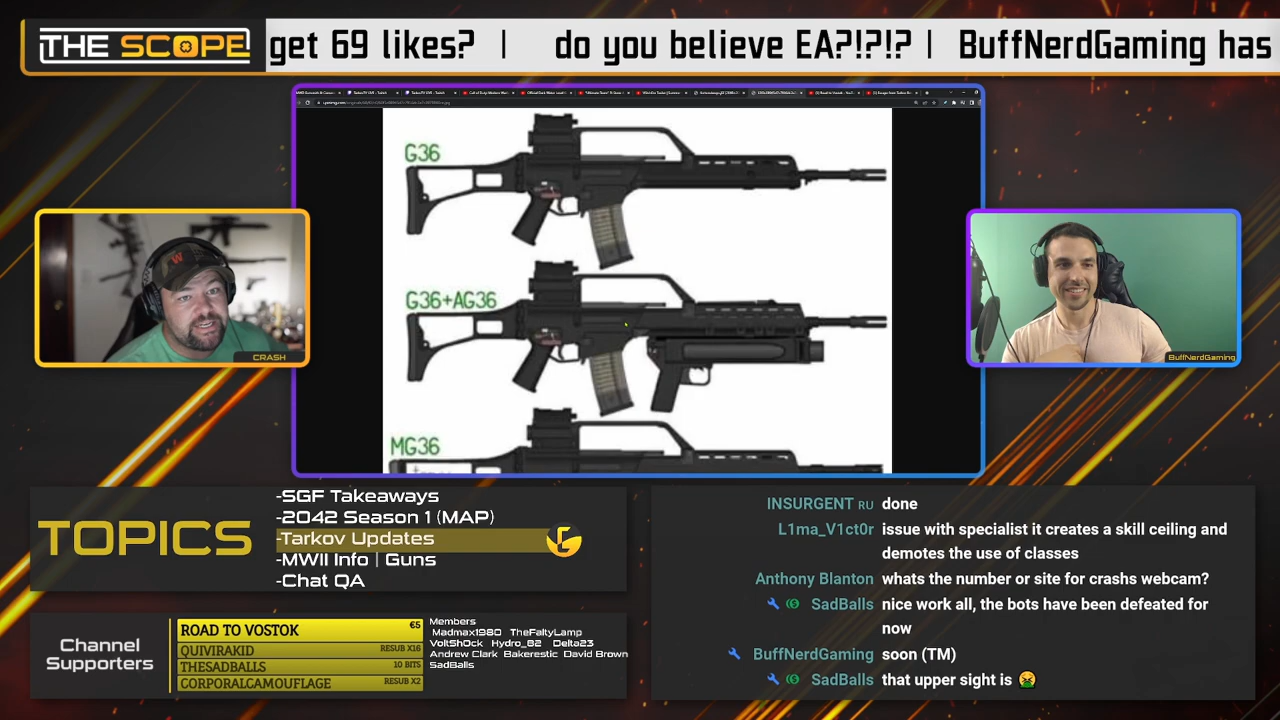 THE SCOPE
get 69 likes? | do you believe EA?!?!? | BuffNerdGaming has
G36
G36+AG36
MG36
CRASH
BuffNerdGaming
TOPICS
-SGF Takeaways
-2042 Season 1 (MAP)
-Tarkov Updates
-MWII Info | Guns
-Chat QA
Channel
Supporters
ROAD TO VOSTOK €5
QUIVIRAKID RESUB X16
THESADBALLS 10 BITS
CORPORALCAMOUFLAGE RESUB X2
Members
Madmax1980 TheFaltyLamp
VoltSh0ck Hydro_82 Delta23
Andrew Clark Bakerestic David Brown
SadBalls
INSURGENT RU done
L1ma_V1ct0r issue with specialist it creates a skill ceiling and
demotes the use of classes
Anthony Blanton whats the number or site for crashs webcam?
SadBalls nice work all, the bots have been defeated for
now
BuffNerdGaming soon (TM)
SadBalls that upper sight is 🤮